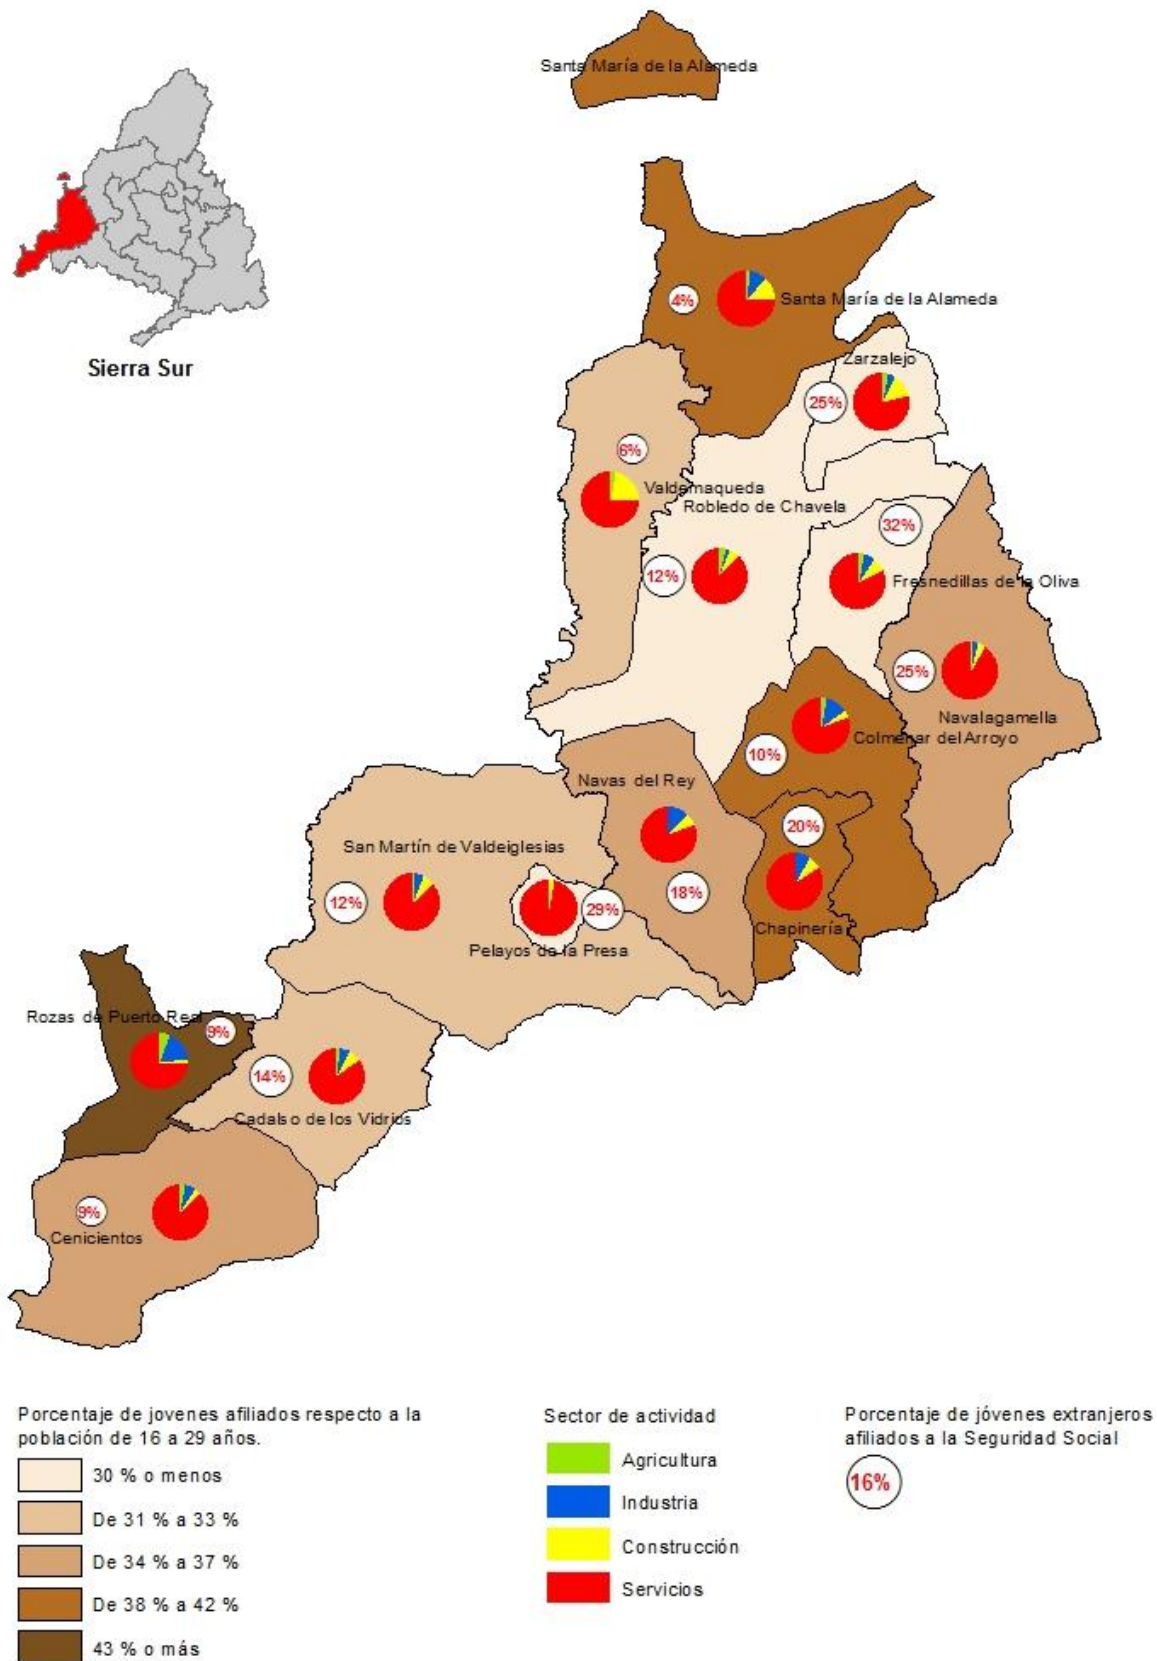 Santa María de la Alameda
Sierra Sur
4%
Santa María de la Alameda
Zarzalejo
25%
6%
Valdemaqueda
Robledo de Chavela
32%
12%
Fresnedillas de la Oliva
25%
Navalagamella
Colmenar del Arroyo
10%
Navas del Rey
20%
San Martín de Valdeiglesias
12%
29%
18%
Chapinería
Pelayos de la Presa
Rozas de Puerto Real
9%
14%
Cadalso de los Vidrios
9%
Cenicientos
Porcentaje de jovenes afiliados respecto a la
población de 16 a 29 años.
30 % o menos
De 31 % a 33 %
De 34 % a 37 %
De 38 % a 42 %
43 % o más
Sector de actividad
Agricultura
Industria
Construcción
Servicios
Porcentaje de jóvenes extranjeros
afiliados a la Seguridad Social
16%